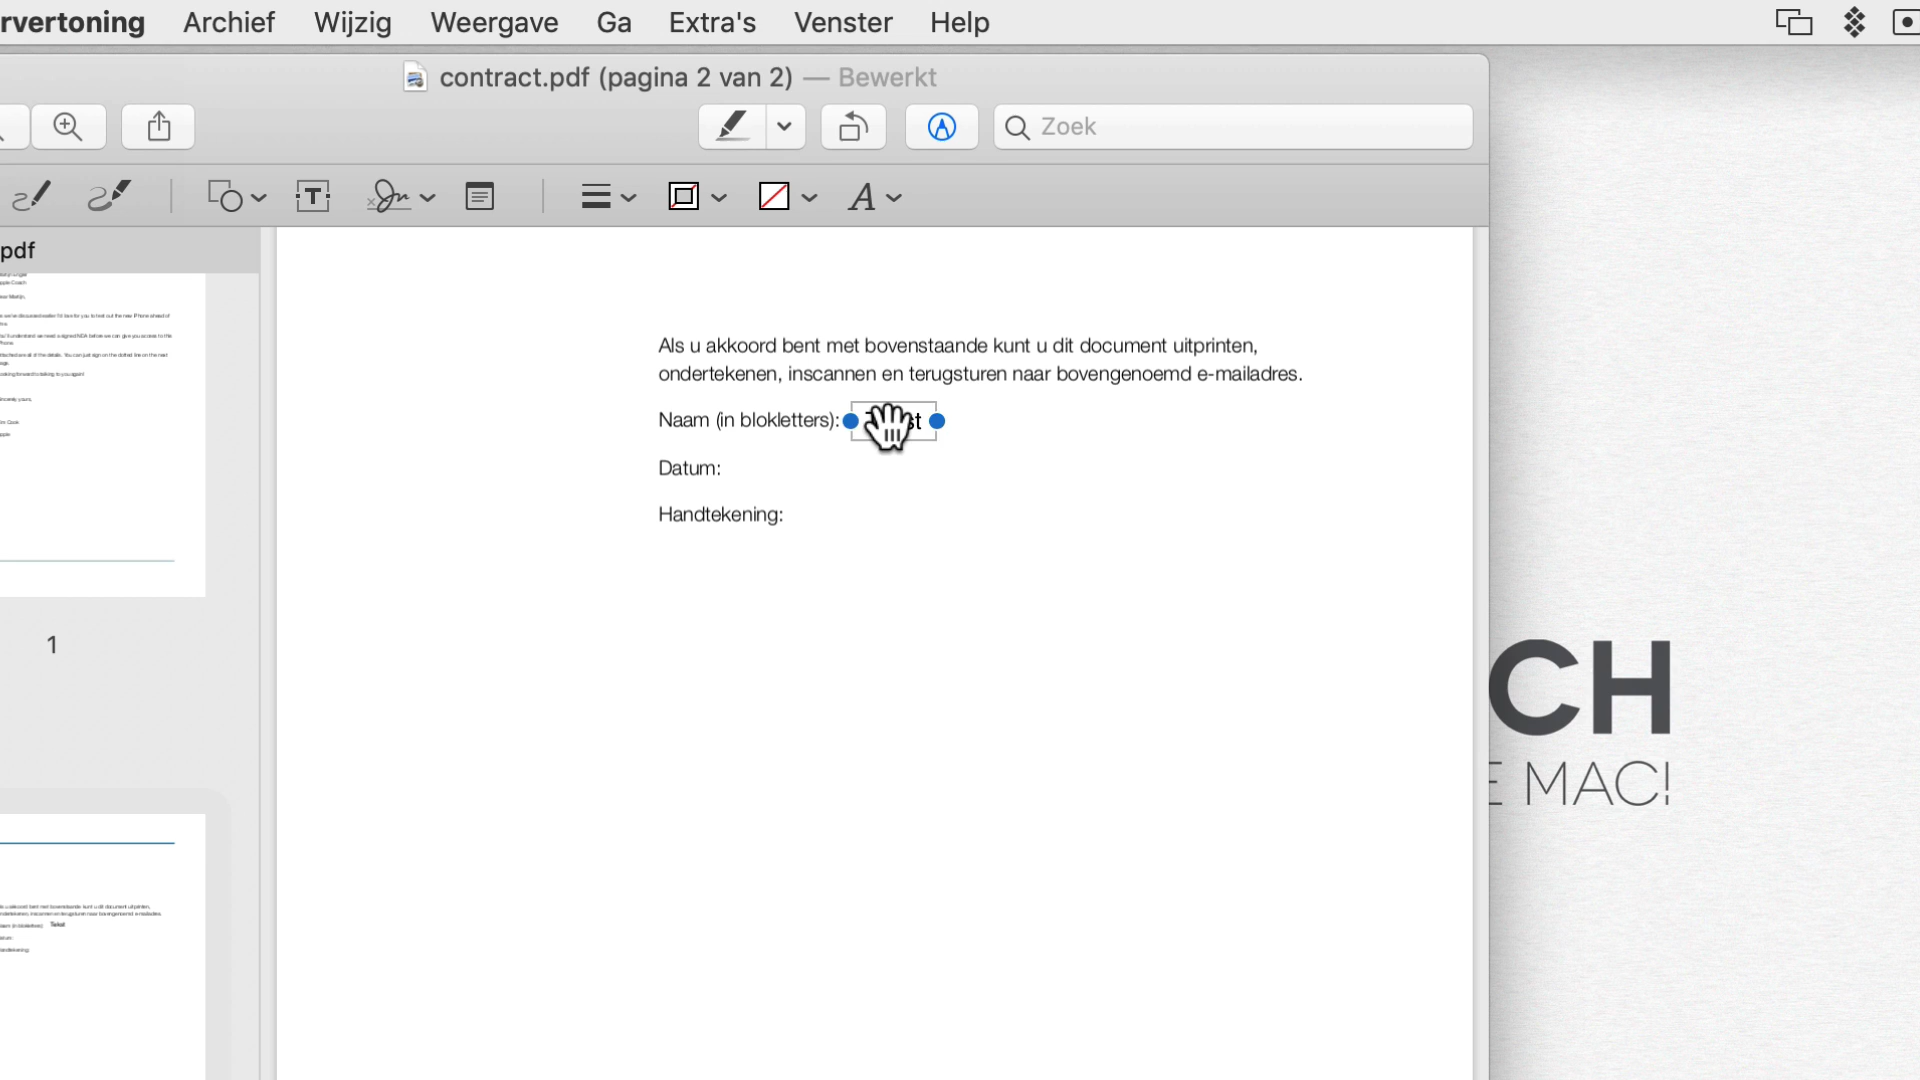 rvertoning Archief Wijzig Weergave Ga Extra's Venster Help
contract.pdf (pagina 2 van 2) — Bewerkt
Zoek
T
A
pdf
Als u akkoord bent met bovenstaande kunt u dit document uitprinten,
ondertekenen, inscannen en terugsturen naar bovengenoemd e-mailadres.
Naam (in blokletters):
Datum:
Handtekening:
1
CH
E MAC!
Tekst